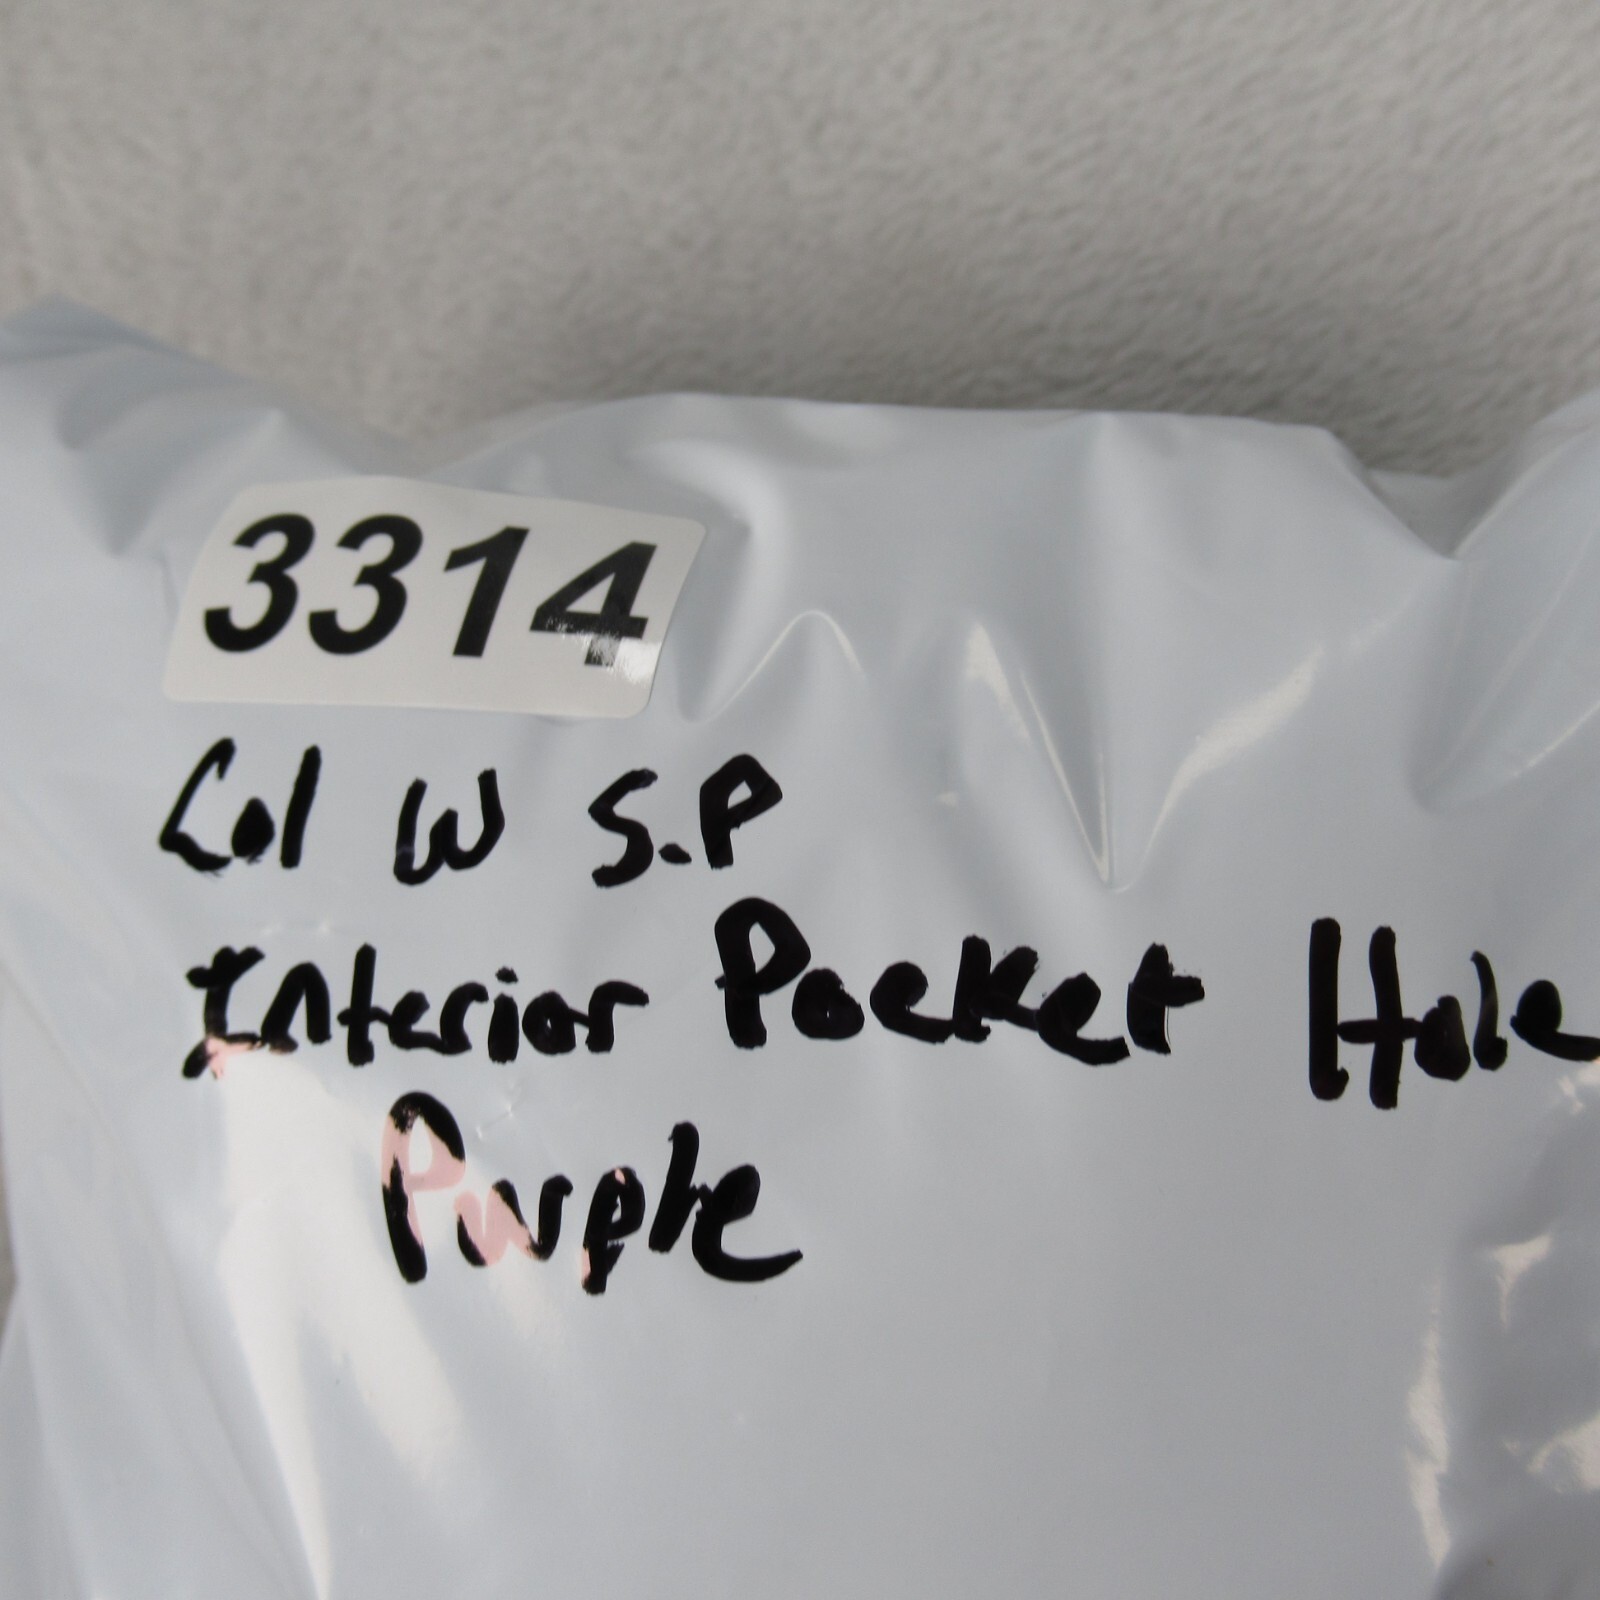 3314
Col W S.P
Interior Pocket Hole
Purple